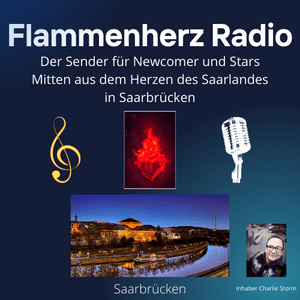 Flammenherz Radio
Der Sender für Newcomer und Stars
Mitten aus dem Herzen des Saarlandes
in Saarbrücken
Saarbrücken
Inhaber Charlie Storm